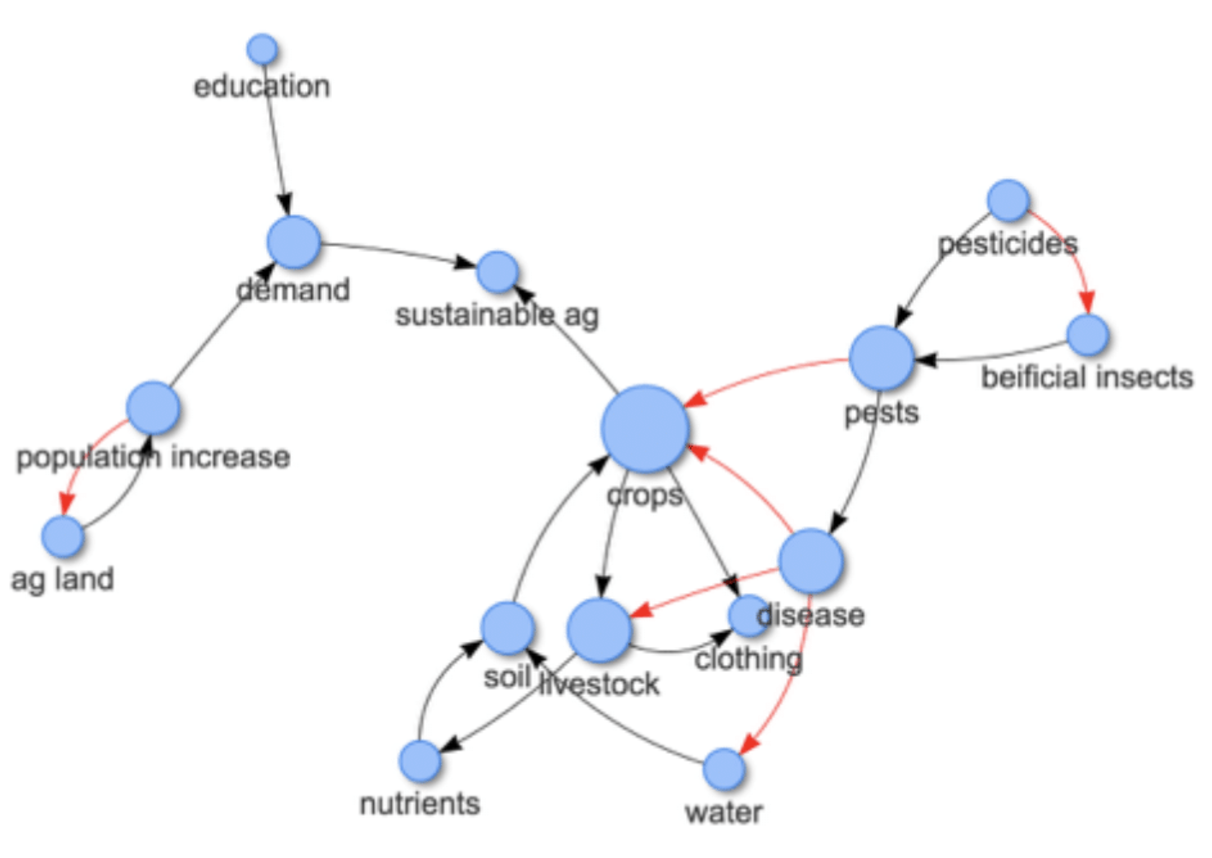 education
pesticides
demand
sustainable ag
beificial insects
pests
population increase
crops
ag land
disease
clothing
soil
livestock
nutrients
water